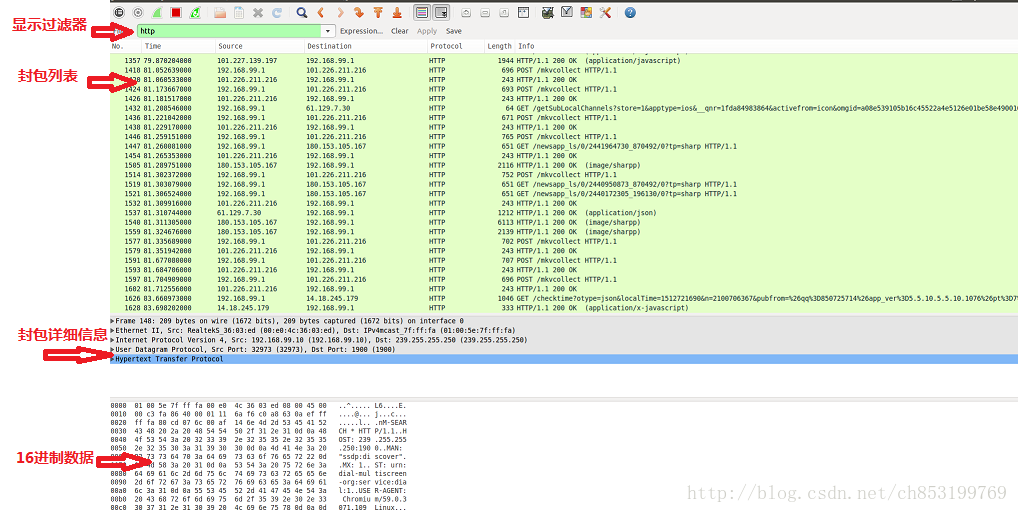 显示过滤器
http Expression... Clear Apply Save
No. Time Source Destination Protocol Length Info
1357 79.870204000 101.227.139.197 192.168.99.1 HTTP 1944 HTTP/1.1 200 OK (application/javascript)
封包列表
1418 81.052639000 192.168.99.1 101.226.211.216 HTTP 696 POST /mkvcollect HTTP/1.1
81.060533000 101.226.211.216 192.168.99.1 HTTP 243 HTTP/1.1 200 OK
1424 81.173667000 192.168.99.1 101.226.211.216 HTTP 693 POST /mkvcollect HTTP/1.1
1426 81.181517000 101.226.211.216 192.168.99.1 HTTP 243 HTTP/1.1 200 OK
1432 81.208546000 192.168.99.1 61.129.7.30 HTTP 64 GET /getSubLocalChannels?store=1&apptype=ios&__qnr=1fda84983864&activefrom=icon&omgid=a08e539105b16c45522a4e5126e01be58e49001
1436 81.221042000 192.168.99.1 101.226.211.216 HTTP 671 POST /mkvcollect HTTP/1.1
1438 81.229170000 101.226.211.216 192.168.99.1 HTTP 243 HTTP/1.1 200 OK
1446 81.259151000 192.168.99.1 101.226.211.216 HTTP 765 POST /mkvcollect HTTP/1.1
1447 81.260081000 192.168.99.1 180.153.105.167 HTTP 651 GET /newsapp_ls/0/2441964730_870492/0?tp=sharp HTTP/1.1
1454 81.265353000 101.226.211.216 192.168.99.1 HTTP 243 HTTP/1.1 200 OK
1505 81.289751000 180.153.105.167 192.168.99.1 HTTP 2116 HTTP/1.1 200 OK (image/sharpp)
1514 81.302372000 192.168.99.1 101.226.211.216 HTTP 752 POST /mkvcollect HTTP/1.1
1519 81.303079000 192.168.99.1 180.153.105.167 HTTP 651 GET /newsapp_ls/0/2440950873_870492/0?tp=sharp HTTP/1.1
1521 81.306524000 192.168.99.1 180.153.105.167 HTTP 651 GET /newsapp_ls/0/2440172305_196130/0?tp=sharp HTTP/1.1
1532 81.309916000 101.226.211.216 192.168.99.1 HTTP 243 HTTP/1.1 200 OK
1537 81.310744000 61.129.7.30 192.168.99.1 HTTP 1212 HTTP/1.1 200 OK (application/json)
1540 81.311305000 180.153.105.167 192.168.99.1 HTTP 6113 HTTP/1.1 200 OK (image/sharpp)
1559 81.324676000 180.153.105.167 192.168.99.1 HTTP 2139 HTTP/1.1 200 OK (image/sharpp)
1577 81.335689000 192.168.99.1 101.226.211.216 HTTP 702 POST /mkvcollect HTTP/1.1
1579 81.351942000 101.226.211.216 192.168.99.1 HTTP 243 HTTP/1.1 200 OK
1591 81.677080000 192.168.99.1 101.226.211.216 HTTP 707 POST /mkvcollect HTTP/1.1
1593 81.684706000 101.226.211.216 192.168.99.1 HTTP 243 HTTP/1.1 200 OK
1597 81.704909000 192.168.99.1 101.226.211.216 HTTP 696 POST /mkvcollect HTTP/1.1
1602 81.712556000 101.226.211.216 192.168.99.1 HTTP 243 HTTP/1.1 200 OK
1626 83.660973000 192.168.99.1 14.18.245.179 HTTP 1046 GET /checktime?otype=json&localTime=1512721690&n=2100706367&pubfrom=%26qq%3D850725714%26app_ver%3D5.5.10.5.5.10.1076%26pt%3D7%
1628 83.698202000 14.18.245.179 192.168.99.1 HTTP 333 HTTP/1.1 200 OK (application/x-javascript)
Frame 148: 209 bytes on wire (1672 bits), 209 bytes captured (1672 bits) on interface 0
Ethernet II, Src: RealtekS_36:03:ed (00:e0:4c:36:03:ed), Dst: IPv4mcast_7f:ff:fa (01:00:5e:7f:ff:fa)
封包详细信息
Internet Protocol Version 4, Src: 192.168.99.10 (192.168.99.10), Dst: 239.255.255.250 (239.255.255.250)
User Datagram Protocol, Src Port: 32973 (32973), Dst Port: 1900 (1900)
Hypertext Transfer Protocol
0000 01 00 5e 7f ff fa 00 e0 4c 36 03 ed 08 00 45 00 ..^..... L6....E.
0010 00 c3 fa 86 40 00 01 11 6a f6 c0 a8 63 0a ef ff ....@... j...c...
0020 ff fa 80 cd 07 6c 00 af 14 6e 4d 2d 53 45 41 52 .....l.. .nM-SEAR
0030 43 48 20 2a 20 48 54 54 50 2f 31 2e 31 0d 0a 48 CH * HTT P/1.1..H
0040 4f 53 54 3a 20 32 33 39 2e 32 35 35 2e 32 35 35 OST: 239 .255.255
0050 2e 32 35 30 3a 31 39 30 30 0d 0a 4d 41 4e 3a 20 .250:190 0..MAN:
16进制数据
22 73 73 64 70 3a 64 69 73 63 6f 76 65 72 22 0d "ssdp:di scover".
58 3a 20 31 0d 0a 53 54 3a 20 75 72 6e 3a .MX: 1.. ST: urn:
64 69 61 6c 2d 6d 75 6c 74 69 73 63 72 65 65 6e dial-mul tiscreen
0090 2d 6f 72 67 3a 73 65 72 76 69 63 65 3a 64 69 61 -org:ser vice:dia
00a0 6c 3a 31 0d 0a 55 53 45 52 2d 41 47 45 4e 54 3a l:1..USE R-AGENT:
00b0 20 43 68 72 6f 6d 69 75 6d 2f 35 39 2e 30 2e 33 Chromiu m/59.0.3
00c0 30 37 31 2e 31 30 39 20 4c 69 6e 75 78 0d 0a 0d 071.109 Linux...
http://blog.csdn.net/ch853199769